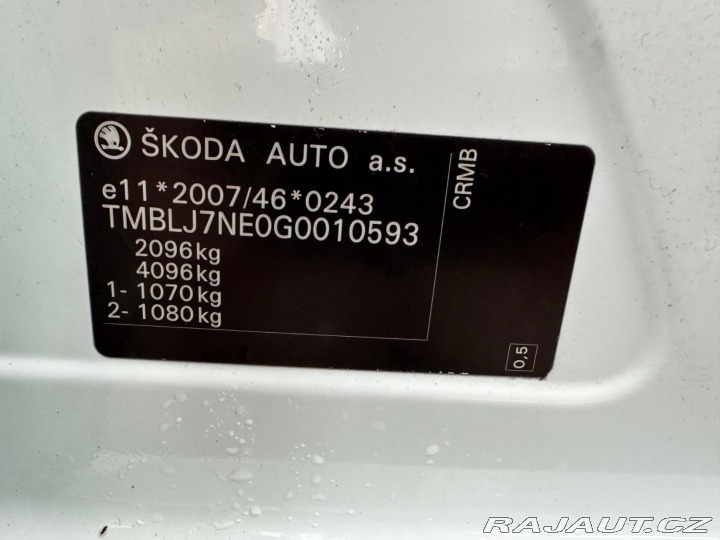 ŠKODA AUTO a.s.
e11*2007/46*0243
TMBLJ7NE0G0010593
2096kg
4096kg
1- 1070kg
2- 1080kg
CRMB
0,5
RAJAUT.CZ